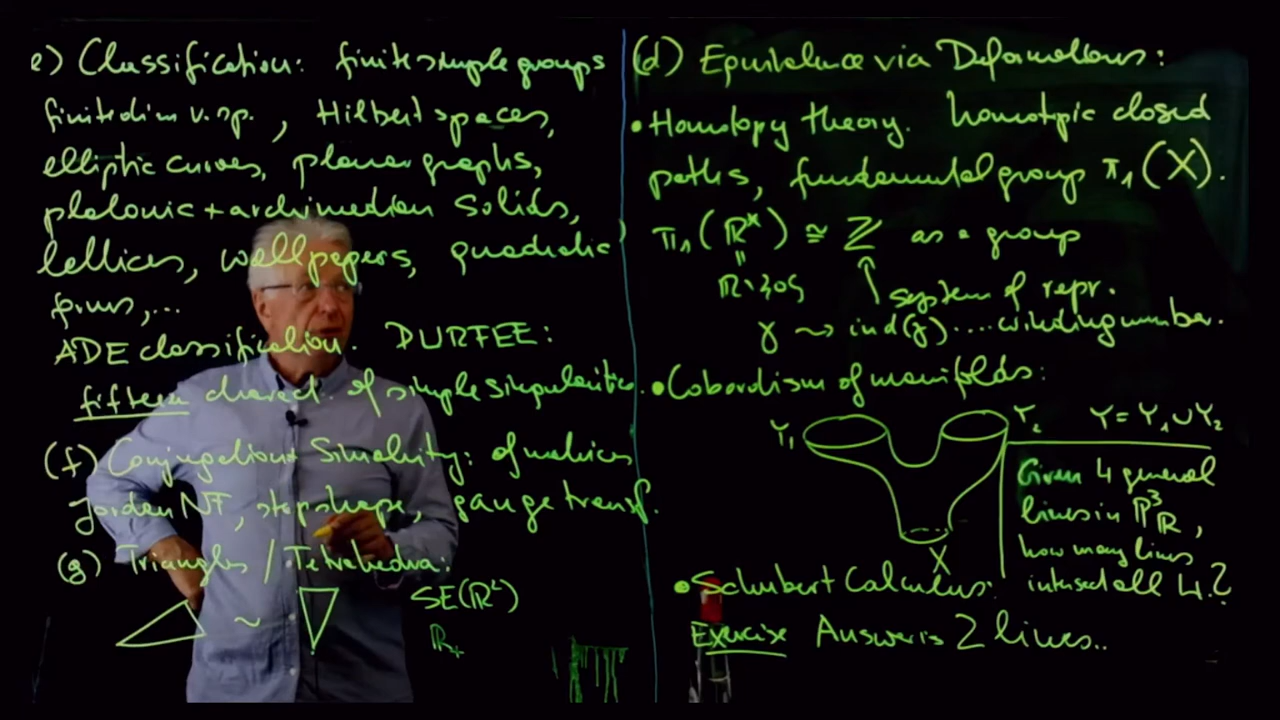 e) Classification: finite simple groups
finitedim v.sp., Hilbert spaces,
elliptic curves, planar graphs,
platonic + archimedian solids,
lattices, wallpapers, quadratic
forms,...
ADE classification. DURFEE:
fifteen charact. of simple singularities.
(f) Conjugation + Similarity: of matrices
Jordan NF, step shape, gauge transf.
(g) Triangles / Tetrahedra:
~ SE(ℝ²)
ℝ₊
(d) Equivalence via Deformations:
• Homotopy theory. homotopic closed
paths, fundamental group π₁(X).
π₁(ℝ*) ≅ ℤ as a group
"
ℝ∖{0} ↑ system of repr.
γ ⇝ ind(γ)....winding number.
• Cobordism of manifolds:
Y₁ Y₂ Y = Y₁ ∪ Y₂
X
Given 4 general
lines in ℙ³ℝ,
how many lines
intersect all 4?
• Schubert Calculus:
Exercise Answer is 2 lines..